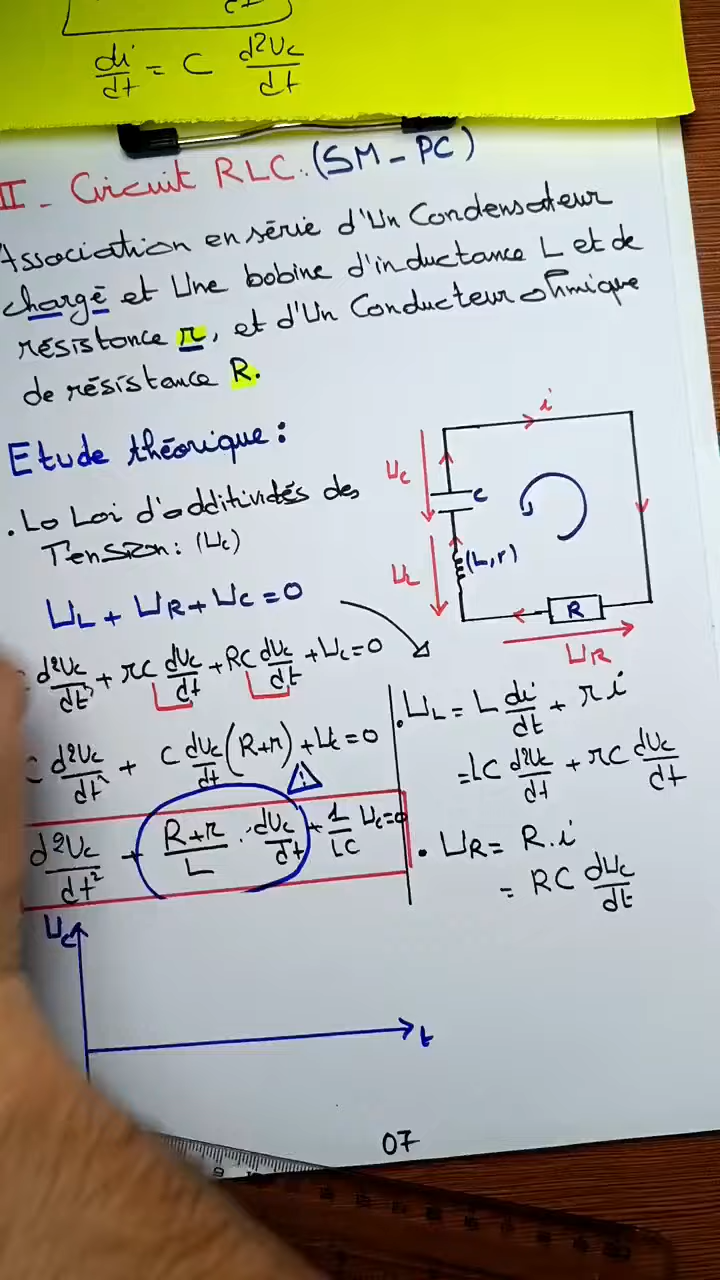 di/dt = C d2Uc/dt
II - Circuit RLC. (SM - PC)
Association en série d'Un Condensateur
chargé et Une bobine d'inductance L et de
résistance r, et d'Un Conducteur ohmique
de résistance R.
Etude théorique :
i
Uc
C
. La Loi d'additividés des
Tension : (Uc)
UL
(L,r)
UL + UR + Uc = 0
R
UR
d2Uc/dt² + rC dUc/dt + RC dUc/dt + Uc = 0
C d2Uc/dt² + C dUc/dt (R+r) + Uc = 0
!
d2Uc/dt² + R+r/L . dUc/dt + 1/LC Uc = 0
. UL = L di/dt + r i
= LC d2Uc/dt + rC dUc/dt
. UR = R.i
= RC dUc/dt
Uc
t
07
9